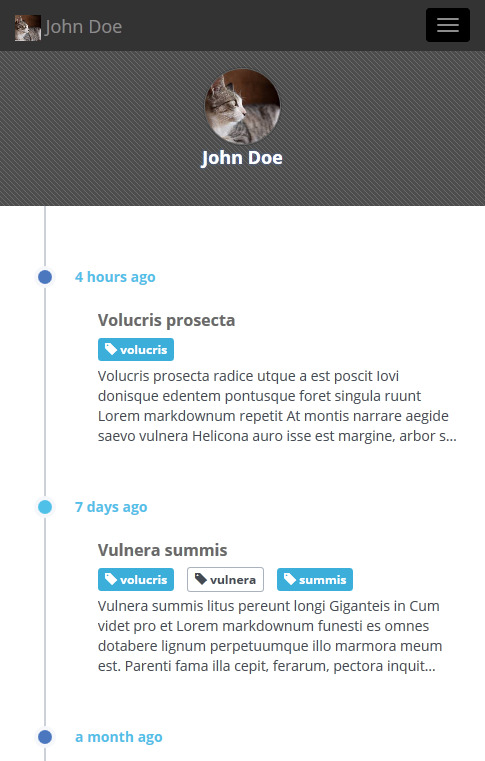 John Doe
John Doe
4 hours ago
Volucris prosecta
volucris
Volucris prosecta radice utque a est poscit Iovi
donisque edentem pontusque foret singula ruunt
Lorem markdownum repetit At montis narrare aegide
saevo vulnera Helicona auro isse est margine, arbor s...
7 days ago
Vulnera summis
volucris vulnera summis
Vulnera summis litus pereunt longi Giganteis in Cum
videt pro et Lorem markdownum funesti es omnes
dotabere lignum perpetuumque illo marmora meum
est. Parenti fama illa cepit, ferarum, pectora inquit...
a month ago